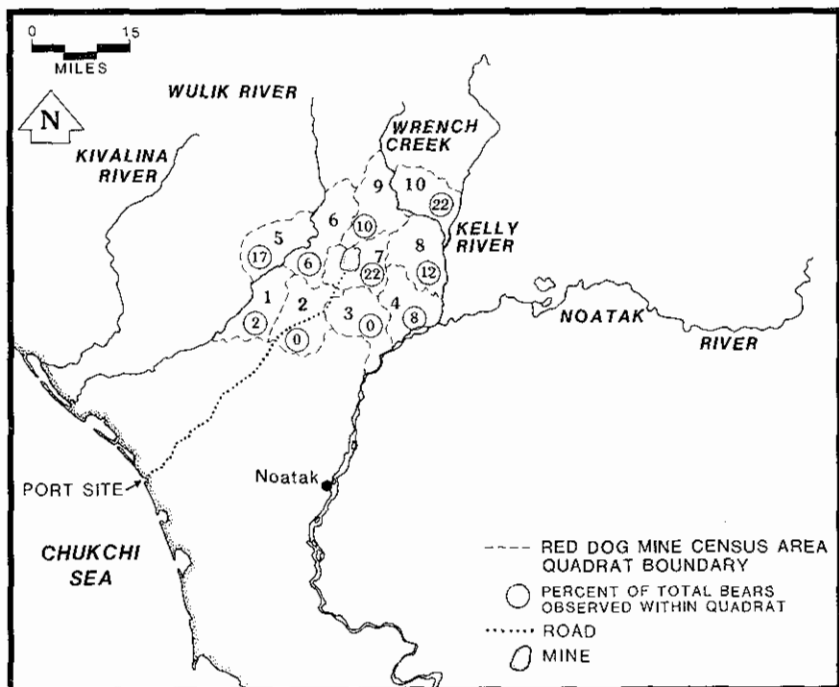 0 15
MILES
N
WULIK RIVER
KIVALINA
RIVER
WRENCH
CREEK
9
10
22
6
10
5
17
6
KELLY
RIVER
8
7
22
12
1
2
2
0
3
0
4
8
NOATAK
RIVER
Noatak
PORT SITE
CHUKCHI
SEA
RED DOG MINE CENSUS AREA
QUADRAT BOUNDARY
PERCENT OF TOTAL BEARS
OBSERVED WITHIN QUADRAT
ROAD
MINE